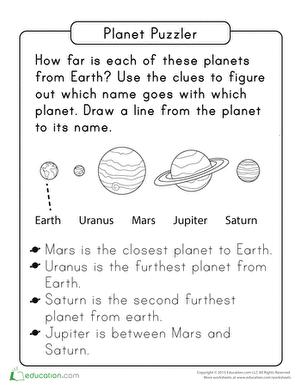 Planet Puzzler
How far is each of these planets
from Earth? Use the clues to figure
out which name goes with which
planet. Draw a line from the planet
to its name.
Earth Uranus Mars Jupiter Saturn
Mars is the closest planet to Earth.
Uranus is the furthest planet from
Earth.
Saturn is the second furthest
planet from earth.
Jupiter is between Mars and
Saturn.
Education.com
Copyright © 2013 Education.com LLC All Rights Reserved
More worksheets at www.education.com/worksheets